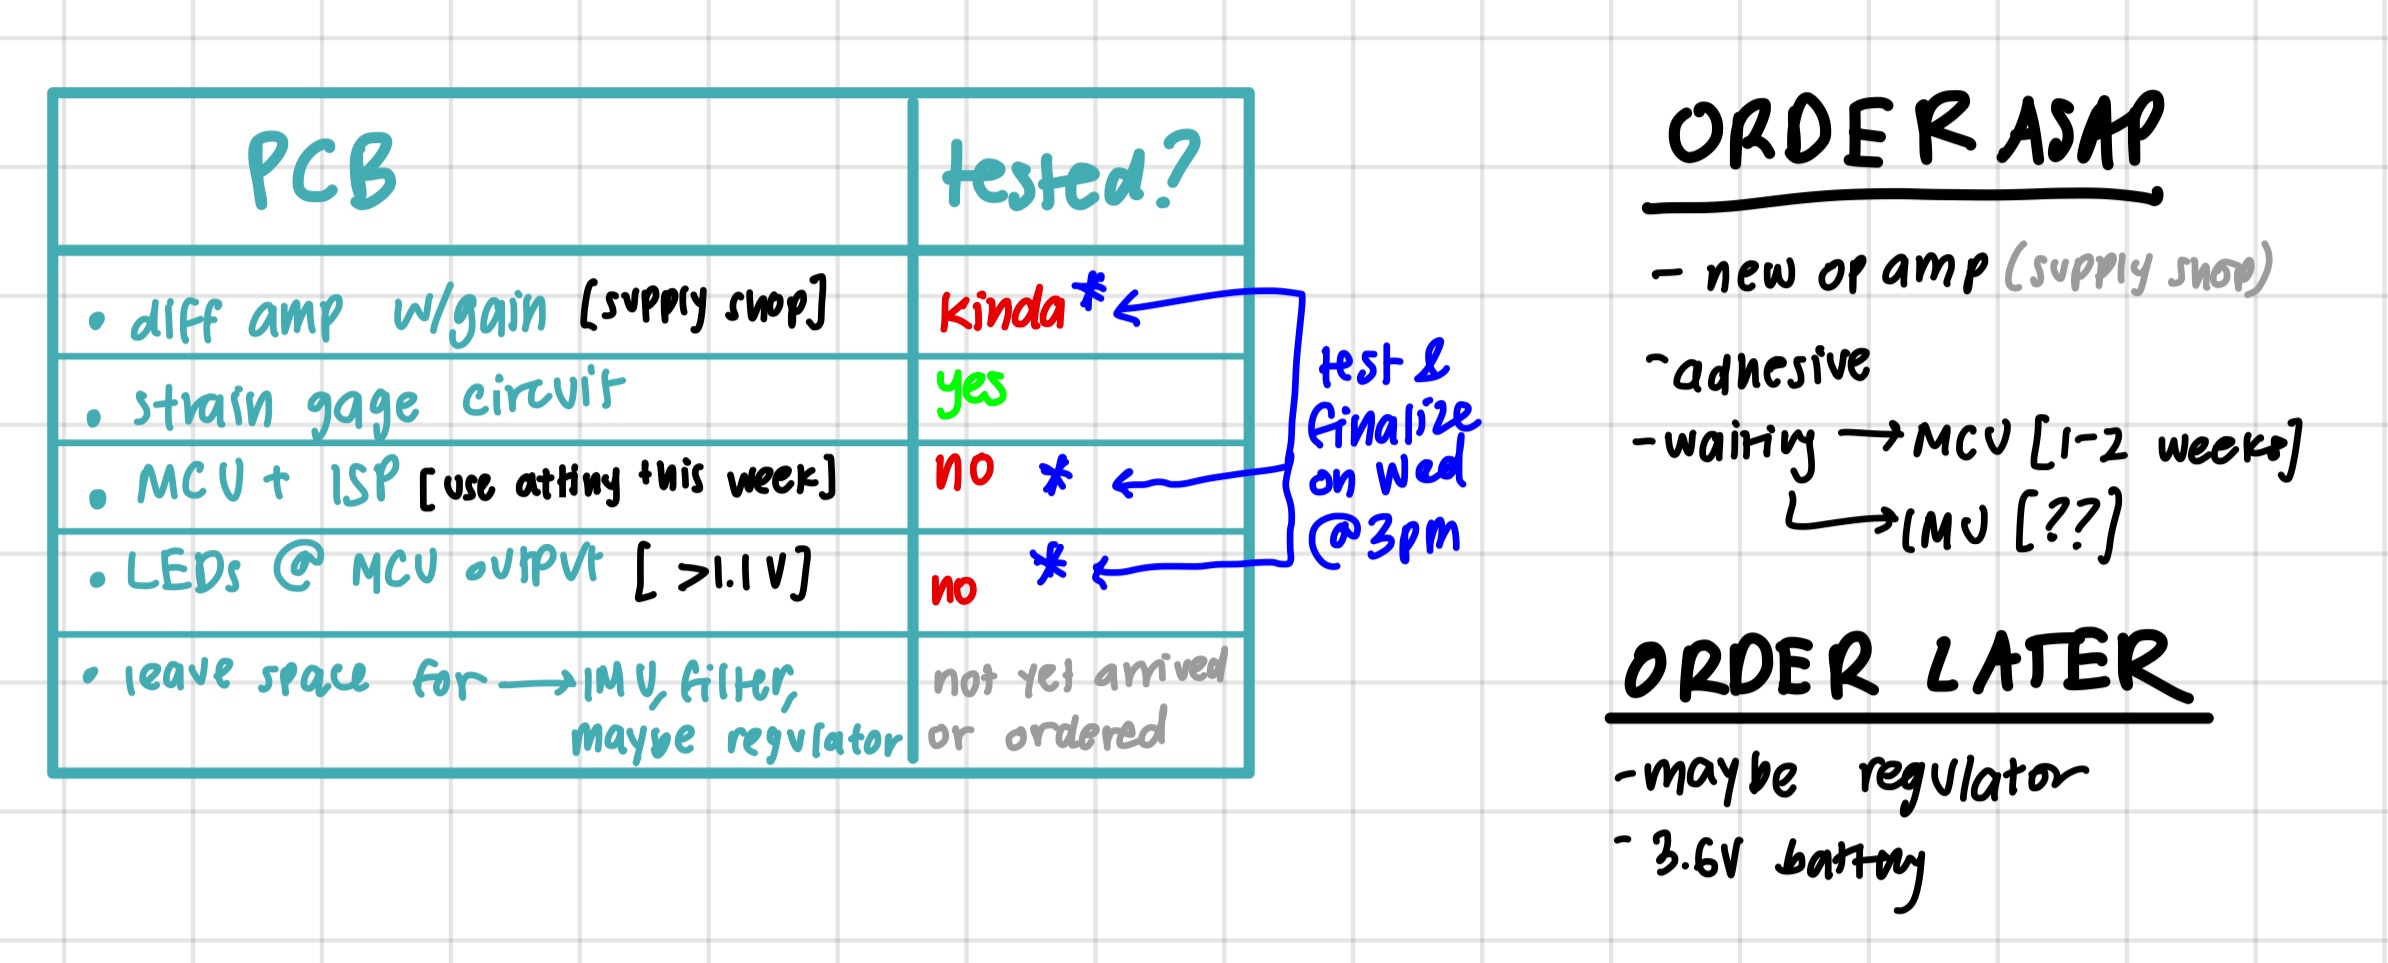 PCB tested?
• diff amp w/gain [supply shop] kinda *
• strain gage circuit yes
• MCU + ISP [use attiny this week] no *
• LEDs @ MCU output [ >1.1 V] no *
• leave space for → IMU, filter, not yet arrived
maybe regulator or ordered
test &
finalize
on wed
@ 3pm
ORDER ASAP
- new op amp (supply shop)
- adhesive
- waiting → MCU [1-2 weeks]
→ IMU [??]
ORDER LATER
- maybe regulator
- 3.6V battery